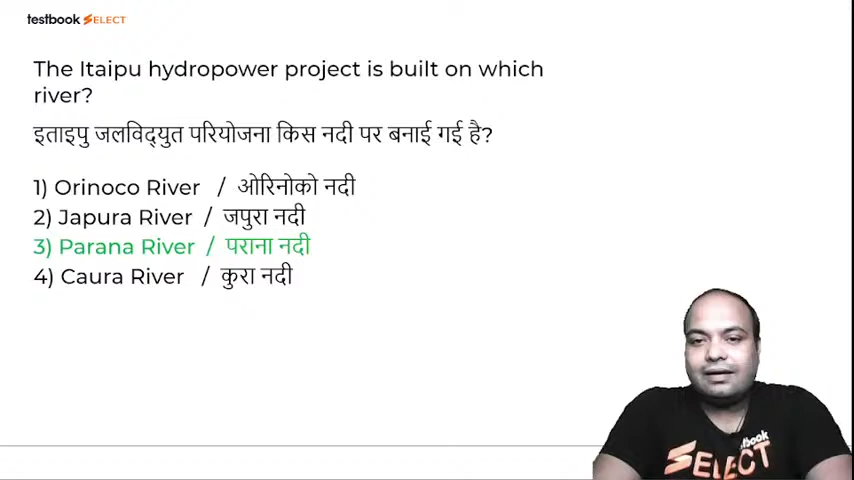 testbook SELECT
The Itaipu hydropower project is built on which
river?
इताइपु जलविद्युत परियोजना किस नदी पर बनाई गई है?
1) Orinoco River / ओरिनोको नदी
2) Japura River / जपुरा नदी
3) Parana River / पराना नदी
4) Caura River / कुरा नदी
tbook
SELECT